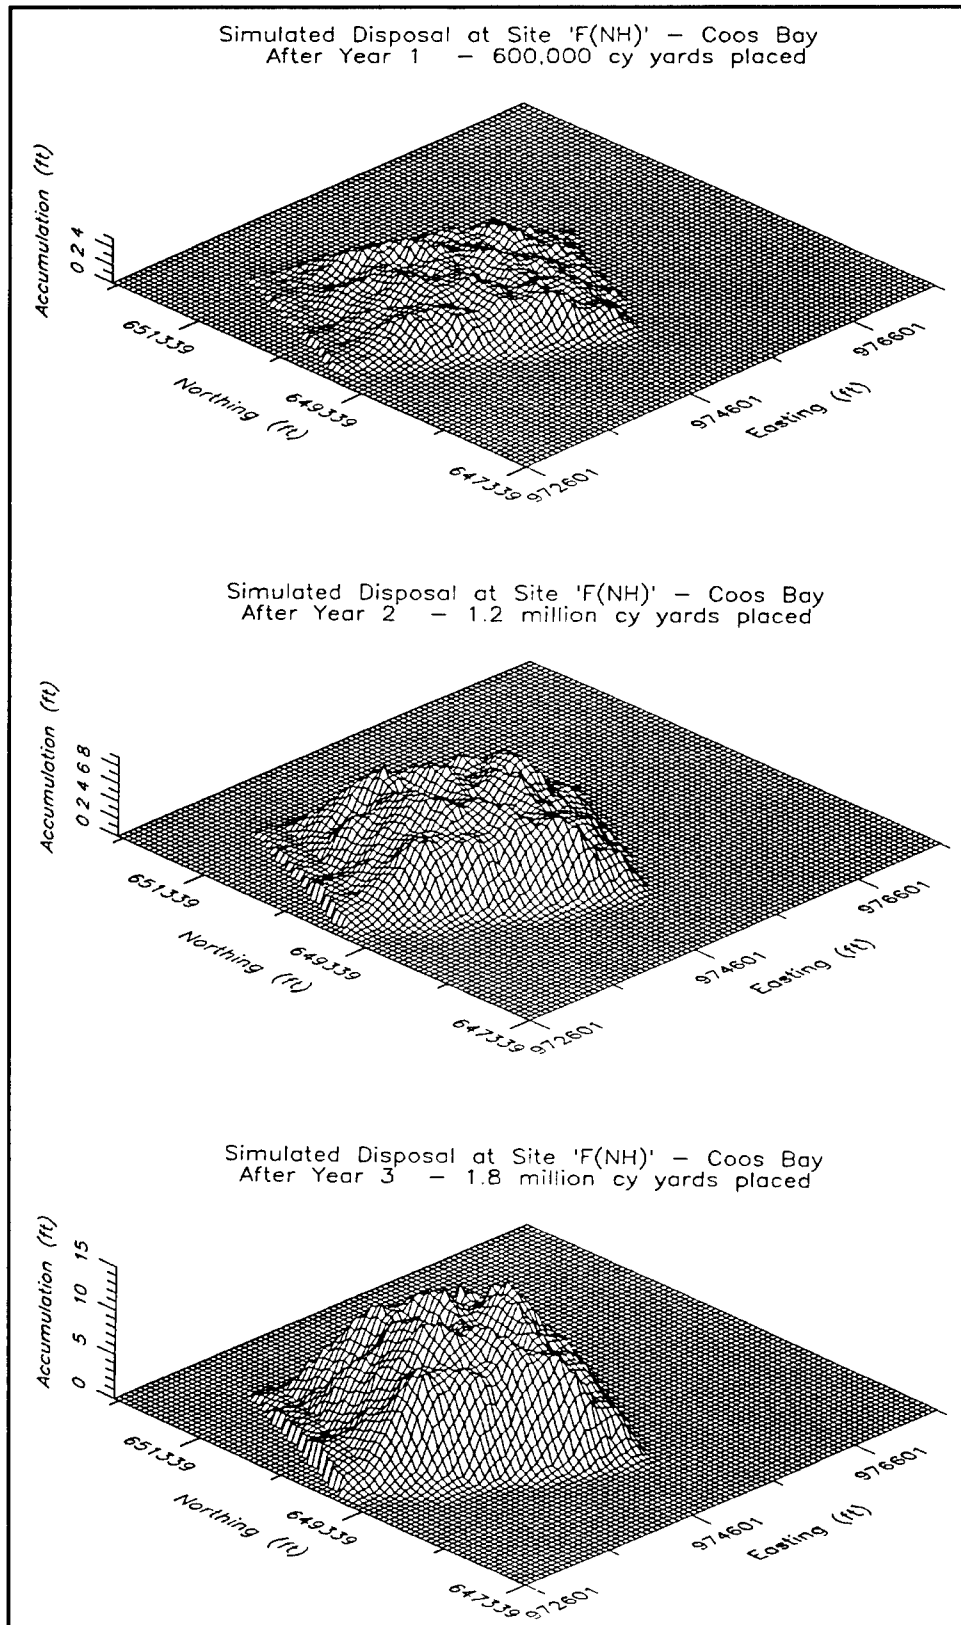 Simulated Disposal at Site 'F(NH)' – Coos Bay
After Year 1 – 600,000 cy yards placed
Accumulation (ft)
0 2 4
651339
649339
647339
Northing (ft)
972601
974601
976601
Easting (ft)
Simulated Disposal at Site 'F(NH)' – Coos Bay
After Year 2 – 1.2 million cy yards placed
Accumulation (ft)
0 2 4 6 8
651339
649339
647339
Northing (ft)
972601
974601
976601
Easting (ft)
Simulated Disposal at Site 'F(NH)' – Coos Bay
After Year 3 – 1.8 million cy yards placed
Accumulation (ft)
0 5 10 15
651339
649339
647339
Northing (ft)
972601
974601
976601
Easting (ft)